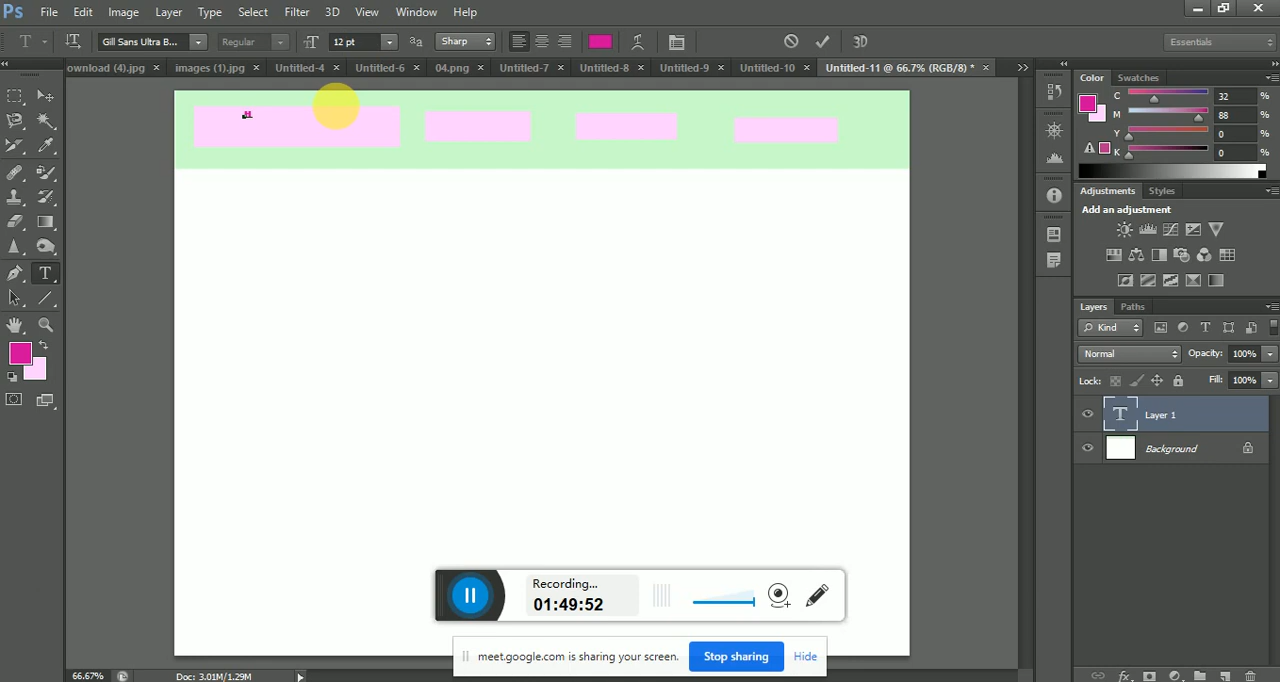 Ps File Edit Image Layer Type Select Filter 3D View Window Help
T Gill Sans Ultra B... Regular 12 pt aa Sharp 3D Essentials
ownload (4).jpg × images (1).jpg × Untitled-4 × Untitled-6 × 04.png × Untitled-7 × Untitled-8 × Untitled-9 × Untitled-10 × Untitled-11 @ 66.7% (RGB/8) * ×
Color Swatches
C 32 %
M 88 %
Y 0 %
K 0 %
H
Adjustments Styles
Add an adjustment
Layers Paths
Kind
Normal Opacity: 100%
Lock: Fill: 100%
T Layer 1
Background
Recording...
01:49:52
meet.google.com is sharing your screen. Stop sharing Hide
66.67% Doc: 3.01M/1.29M